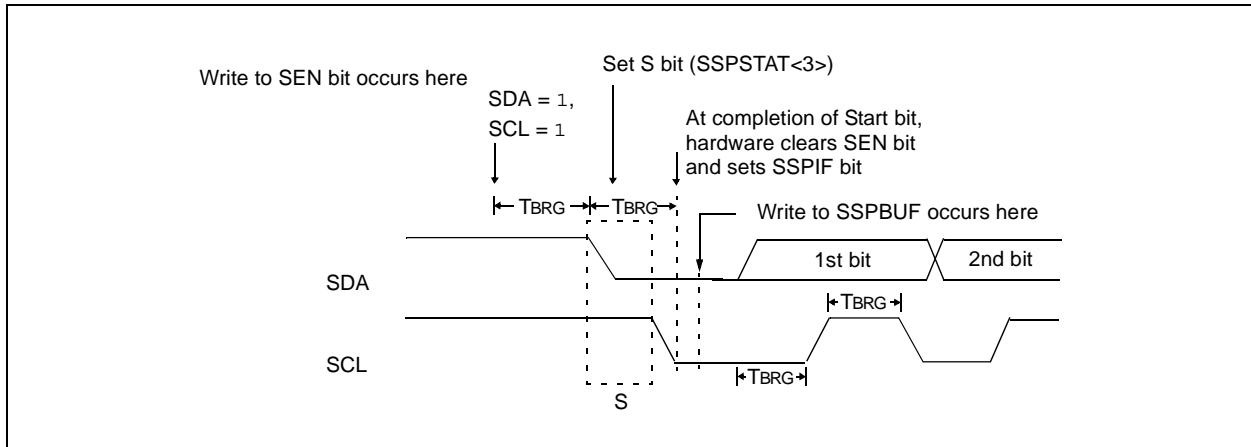 Write to SEN bit occurs here
Set S bit (SSPSTAT<3>)
SDA = 1,
SCL = 1
At completion of Start bit,
hardware clears SEN bit
and sets SSPIF bit
TBRG
TBRG
Write to SSPBUF occurs here
SDA
1st bit
2nd bit
TBRG
SCL
TBRG
S